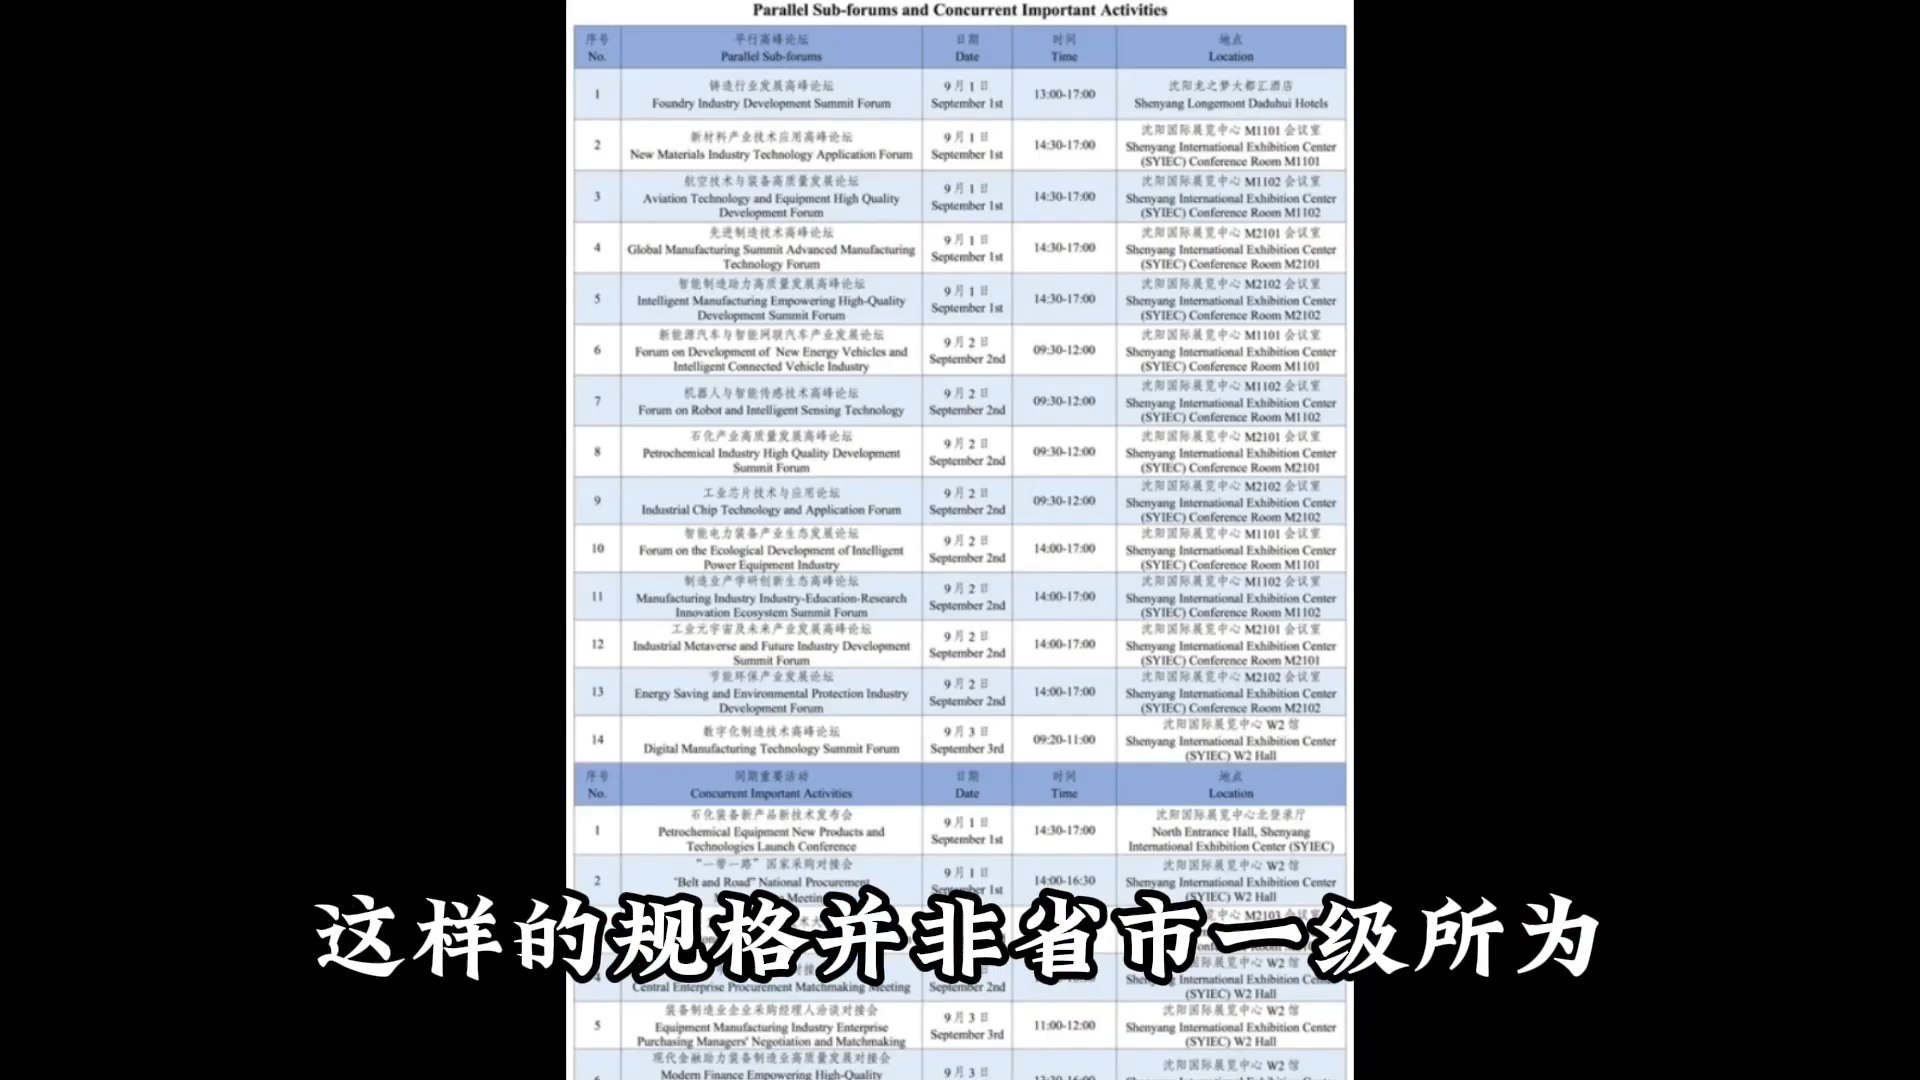 Parallel Sub-forums and Concurrent Important Activities
序号 平行高峰论坛 日期 时间 地点
No. Parallel Sub-forums Date Time Location
1
铸造行业发展高峰论坛
Foundry Industry Development Summit Forum
9月1日
September 1st
13:00-17:00
沈阳龙之梦大都汇酒店
Shenyang Longemont Daduhui Hotels
2
新材料产业技术应用高峰论坛
New Materials Industry Technology Application Forum
9月1日
September 1st
14:30-17:00
沈阳国际展览中心 M1101 会议室
Shenyang International Exhibition Center
(SYIEC) Conference Room M1101
3
航空技术与装备高质量发展论坛
Aviation Technology and Equipment High Quality
Development Forum
9月1日
September 1st
14:30-17:00
沈阳国际展览中心 M1102 会议室
Shenyang International Exhibition Center
(SYIEC) Conference Room M1102
4
先进制造技术高峰论坛
Global Manufacturing Summit Advanced Manufacturing
Technology Forum
9月1日
September 1st
14:30-17:00
沈阳国际展览中心 M2101 会议室
Shenyang International Exhibition Center
(SYIEC) Conference Room M2101
5
智能制造助力高质量发展高峰论坛
Intelligent Manufacturing Empowering High-Quality
Development Summit Forum
9月1日
September 1st
14:30-17:00
沈阳国际展览中心 M2102 会议室
Shenyang International Exhibition Center
(SYIEC) Conference Room M2102
6
新能源汽车与智能网联汽车产业发展论坛
Forum on Development of New Energy Vehicles and
Intelligent Connected Vehicle Industry
9月2日
September 2nd
09:30-12:00
沈阳国际展览中心 M1101 会议室
Shenyang International Exhibition Center
(SYIEC) Conference Room M1101
7
机器人与智能传感技术高峰论坛
Forum on Robot and Intelligent Sensing Technology
9月2日
September 2nd
09:30-12:00
沈阳国际展览中心 M1102 会议室
Shenyang International Exhibition Center
(SYIEC) Conference Room M1102
8
石化产业高质量发展高峰论坛
Petrochemical Industry High Quality Development
Summit Forum
9月2日
September 2nd
09:30-12:00
沈阳国际展览中心 M2101 会议室
Shenyang International Exhibition Center
(SYIEC) Conference Room M2101
9
工业芯片技术与应用论坛
Industrial Chip Technology and Application Forum
9月2日
September 2nd
09:30-12:00
沈阳国际展览中心 M2102 会议室
Shenyang International Exhibition Center
(SYIEC) Conference Room M2102
10
智能电力装备产业生态发展论坛
Forum on the Ecological Development of Intelligent
Power Equipment Industry
9月2日
September 2nd
14:00-17:00
沈阳国际展览中心 M1101 会议室
Shenyang International Exhibition Center
(SYIEC) Conference Room M1101
11
制造业产学研创新生态高峰论坛
Manufacturing Industry Industry-Education-Research
Innovation Ecosystem Summit Forum
9月2日
September 2nd
14:00-17:00
沈阳国际展览中心 M1102 会议室
Shenyang International Exhibition Center
(SYIEC) Conference Room M1102
12
工业元宇宙及未来产业发展高峰论坛
Industrial Metaverse and Future Industry Development
Summit Forum
9月2日
September 2nd
14:00-17:00
沈阳国际展览中心 M2101 会议室
Shenyang International Exhibition Center
(SYIEC) Conference Room M2101
13
节能环保产业发展论坛
Energy Saving and Environmental Protection Industry
Development Forum
9月2日
September 2nd
14:00-17:00
沈阳国际展览中心 M2102 会议室
Shenyang International Exhibition Center
(SYIEC) Conference Room M2102
14
数字化制造技术高峰论坛
Digital Manufacturing Technology Summit Forum
9月3日
September 3rd
09:20-11:00
沈阳国际展览中心 W2 馆
Shenyang International Exhibition Center
(SYIEC) W2 Hall
序号 同期重要活动 日期 时间 地点
No. Concurrent Important Activities Date Time Location
1
石化装备新产品新技术发布会
Petrochemical Equipment New Products and
Technologies Launch Conference
9月1日
September 1st
14:30-17:00
沈阳国际展览中心北登录厅
North Entrance Hall, Shenyang
International Exhibition Center (SYIEC)
2
“一带一路”国家采购对接会
"Belt and Road" National Procurement
9月1日
September 1st
14:00-16:30
沈阳国际展览中心 W2 馆
Shenyang International Exhibition Center
(SYIEC) W2 Hall
这样的规格并非省市一级所为
Central Enterprise Procurement Matchmaking Meeting
September 2nd
沈阳国际展览中心 W2 馆
(SYIEC) W2 Hall
5
装备制造业企业采购经理人洽谈对接会
Equipment Manufacturing Industry Enterprise
Purchasing Managers' Negotiation and Matchmaking
9月3日
September 3rd
11:00-12:00
沈阳国际展览中心 W2 馆
Shenyang International Exhibition Center
(SYIEC) W2 Hall
现代金融助力装备制造业高质量发展对接会
Modern Finance Empowering High-Quality
9月3日
沈阳国际展览中心 W2 馆